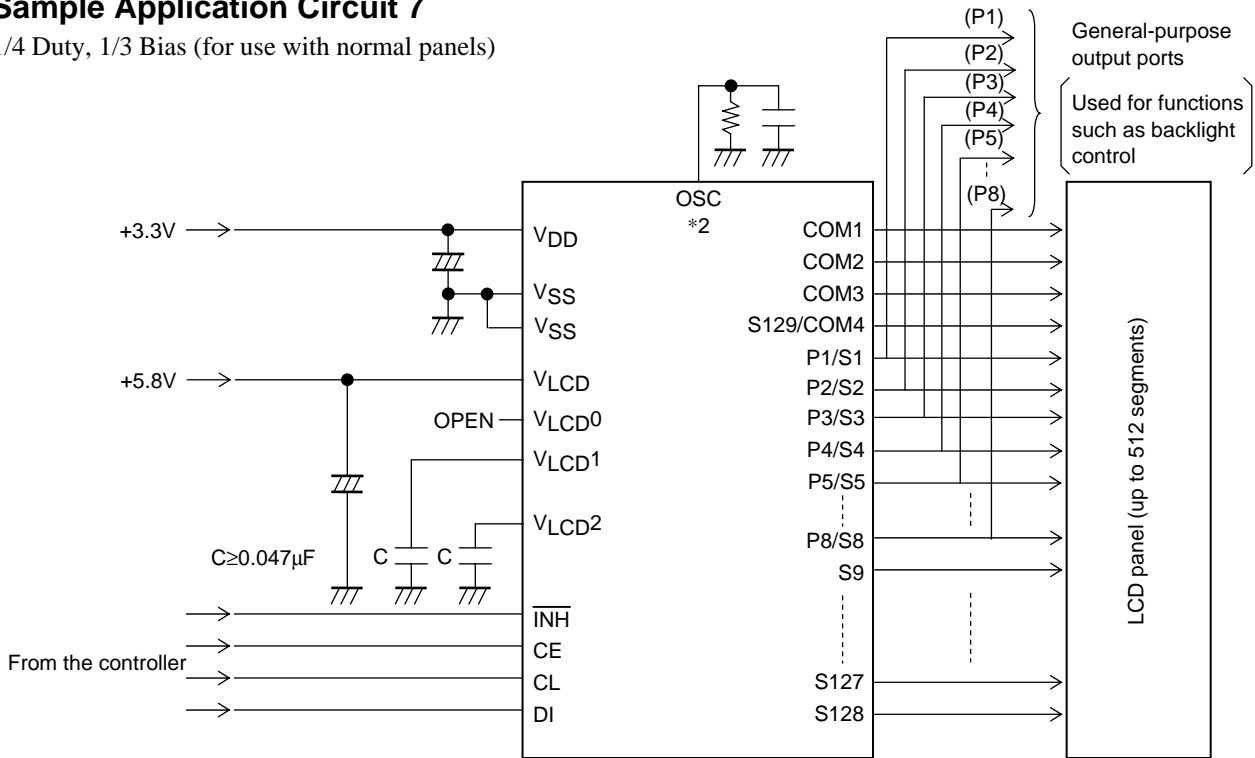 Sample Application Circuit 7
1/4 Duty, 1/3 Bias (for use with normal panels)
(P1)
(P2)
(P3)
(P4)
(P5)
(P8)
General-purpose
output ports
Used for functions
such as backlight
control
OSC
*2
+3.3V
VDD
VSS
VSS
+5.8V
VLCD
OPEN
VLCD0
VLCD1
VLCD2
C≥0.047μF
C
C
From the controller
INH
CE
CL
DI
COM1
COM2
COM3
S129/COM4
P1/S1
P2/S2
P3/S3
P4/S4
P5/S5
P8/S8
S9
S127
S128
LCD panel (up to 512 segments)